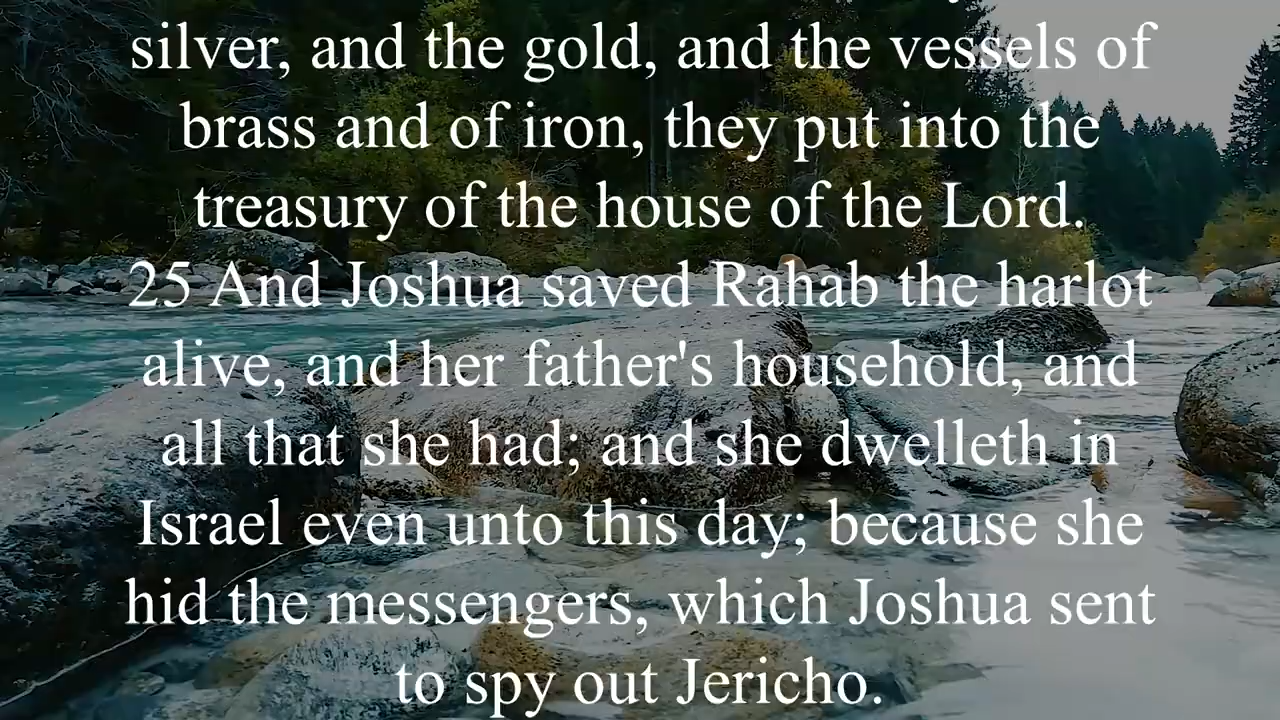 silver, and the gold, and the vessels of
brass and of iron, they put into the
treasury of the house of the Lord.
25 And Joshua saved Rahab the harlot
alive, and her father's household, and
all that she had; and she dwelleth in
Israel even unto this day; because she
hid the messengers, which Joshua sent
to spy out Jericho.